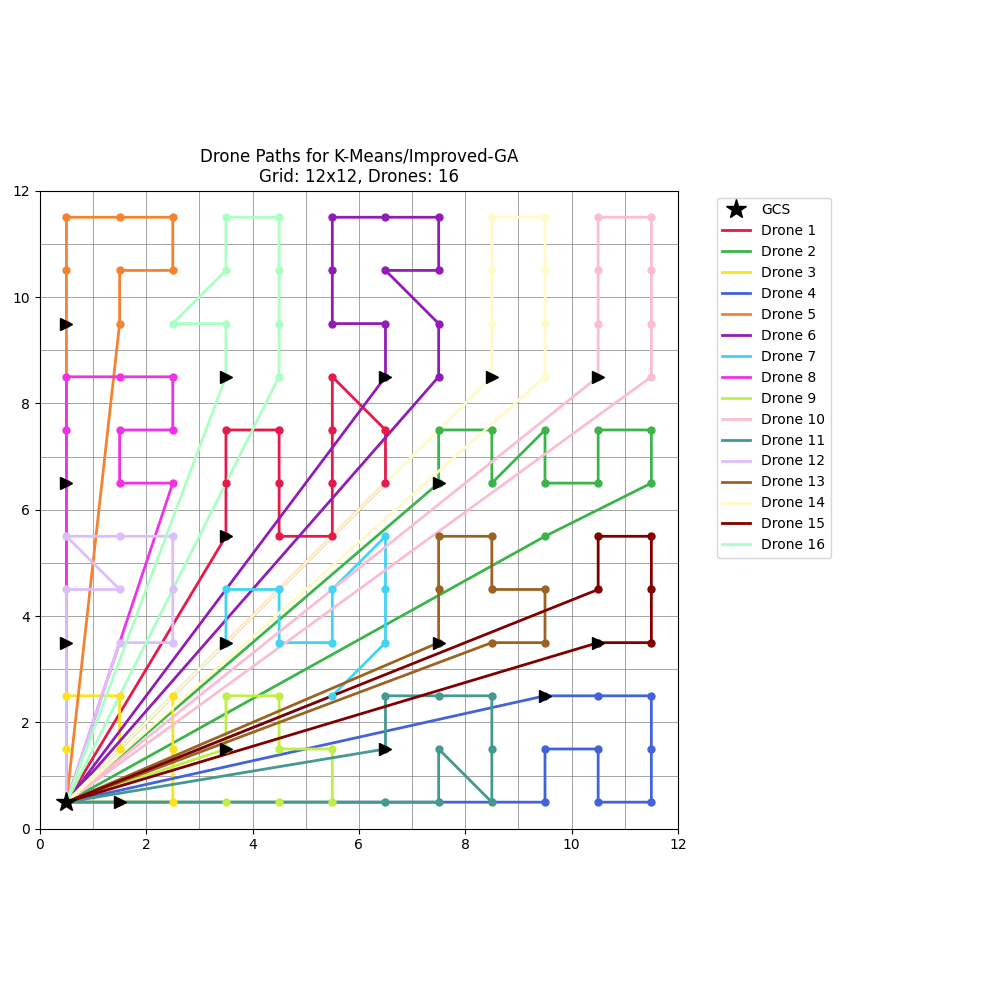 Drone Paths for K-Means/Improved-GA
Grid: 12x12, Drones: 16
12
10
8
6
4
2
0
0 2 4 6 8 10 12
GCS
Drone 1
Drone 2
Drone 3
Drone 4
Drone 5
Drone 6
Drone 7
Drone 8
Drone 9
Drone 10
Drone 11
Drone 12
Drone 13
Drone 14
Drone 15
Drone 16